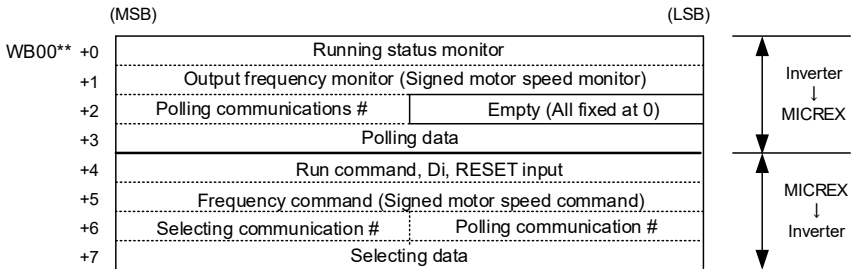 (MSB) (LSB)
WB00** +0 Running status monitor
+1 Output frequency monitor (Signed motor speed monitor)
+2 Polling communications # Empty (All fixed at 0)
+3 Polling data
Inverter
↓
MICREX
+4 Run command, Di, RESET input
+5 Frequency command (Signed motor speed command)
+6 Selecting communication # Polling communication #
+7 Selecting data
MICREX
↓
Inverter